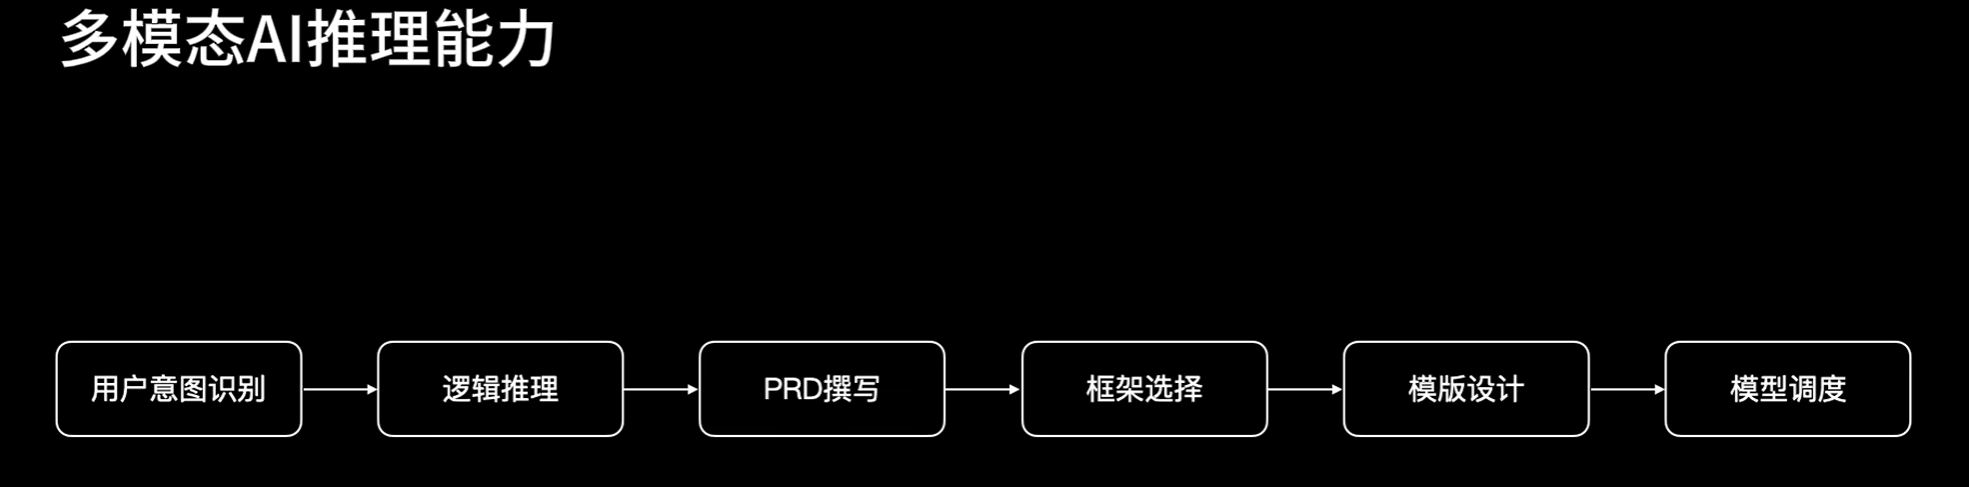 多模态AI推理能力
用户意图识别
逻辑推理
PRD撰写
框架选择
模版设计
模型调度